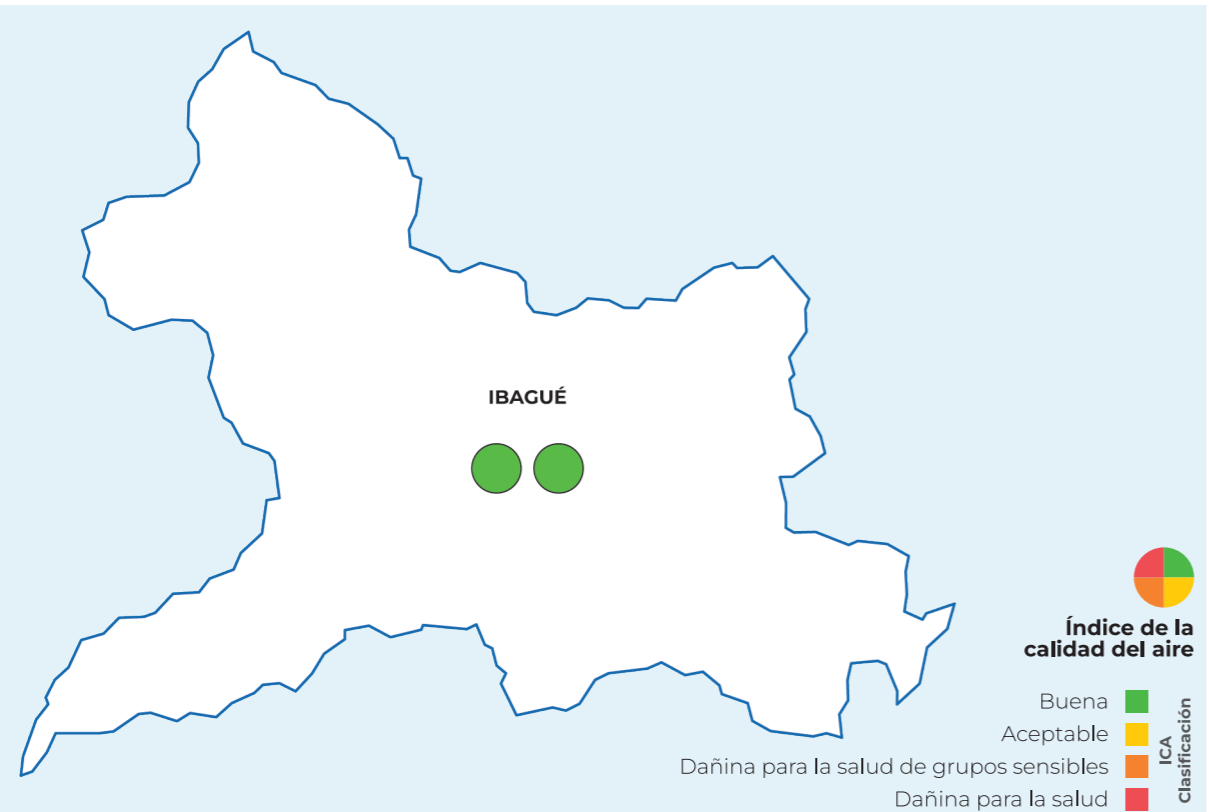 IBAGUÉ
Índice de la
calidad del aire
Buena
Aceptable
Dañina para la salud de grupos sensibles
Dañina para la salud
ICA
Clasificación